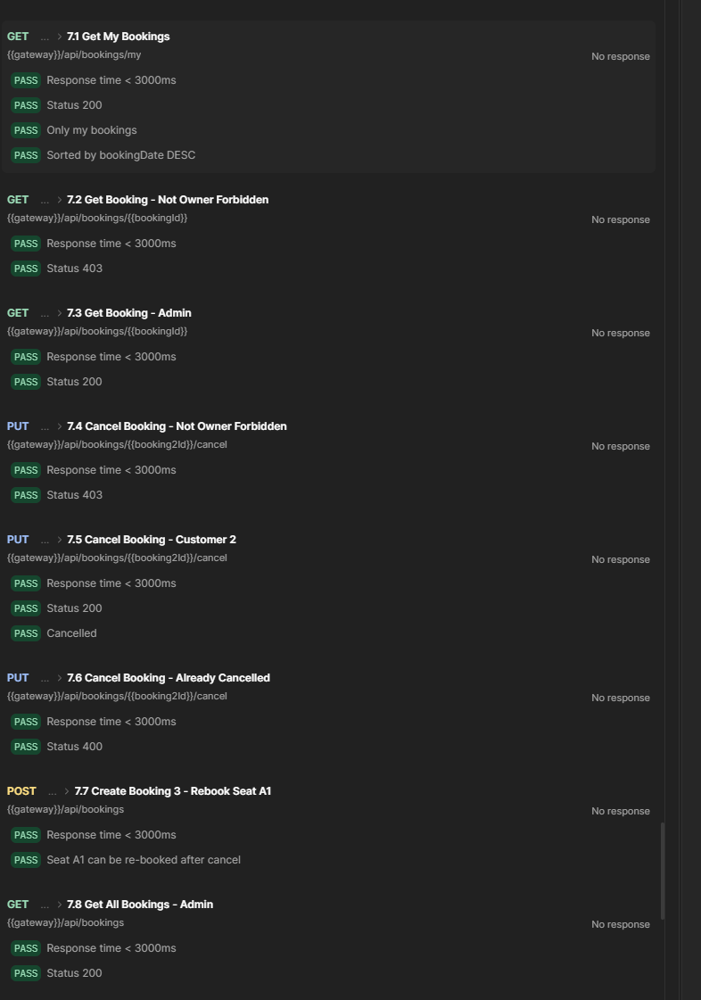 GET ... > 7.1 Get My Bookings
{{gateway}}/api/bookings/my No response
PASS Response time < 3000ms
PASS Status 200
PASS Only my bookings
PASS Sorted by bookingDate DESC
GET ... > 7.2 Get Booking - Not Owner Forbidden
{{gateway}}/api/bookings/{{bookingId}} No response
PASS Response time < 3000ms
PASS Status 403
GET ... > 7.3 Get Booking - Admin
{{gateway}}/api/bookings/{{bookingId}} No response
PASS Response time < 3000ms
PASS Status 200
PUT ... > 7.4 Cancel Booking - Not Owner Forbidden
{{gateway}}/api/bookings/{{booking2Id}}/cancel No response
PASS Response time < 3000ms
PASS Status 403
PUT ... > 7.5 Cancel Booking - Customer 2
{{gateway}}/api/bookings/{{booking2Id}}/cancel No response
PASS Response time < 3000ms
PASS Status 200
PASS Cancelled
PUT ... > 7.6 Cancel Booking - Already Cancelled
{{gateway}}/api/bookings/{{booking2Id}}/cancel No response
PASS Response time < 3000ms
PASS Status 400
POST ... > 7.7 Create Booking 3 - Rebook Seat A1
{{gateway}}/api/bookings No response
PASS Response time < 3000ms
PASS Seat A1 can be re-booked after cancel
GET ... > 7.8 Get All Bookings - Admin
{{gateway}}/api/bookings No response
PASS Response time < 3000ms
PASS Status 200